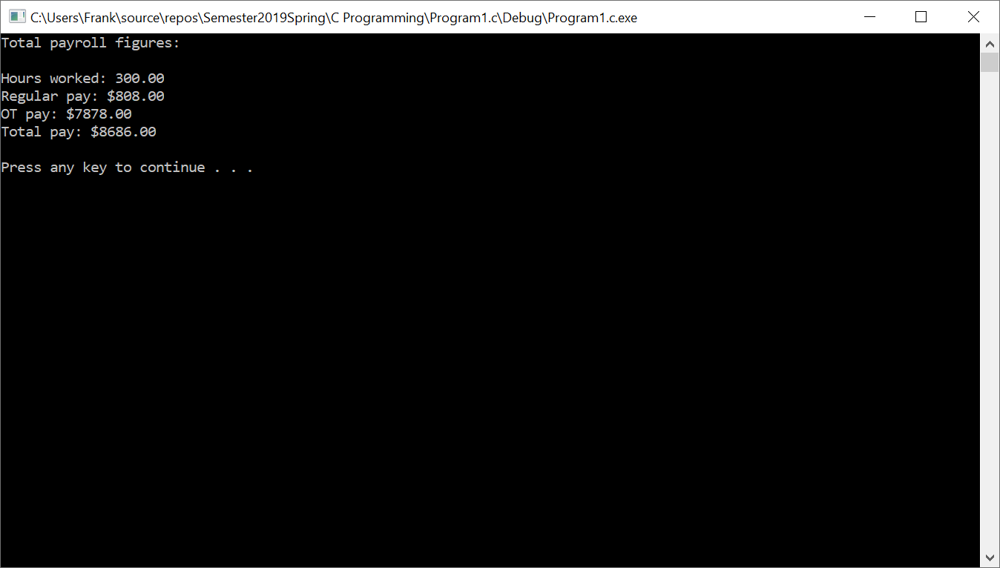 C:\Users\Frank\source\repos\Semester2019Spring\C Programming\Program1.c\Debug\Program1.c.exe
Total payroll figures:
Hours worked: 300.00
Regular pay: $808.00
OT pay: $7878.00
Total pay: $8686.00
Press any key to continue . . .